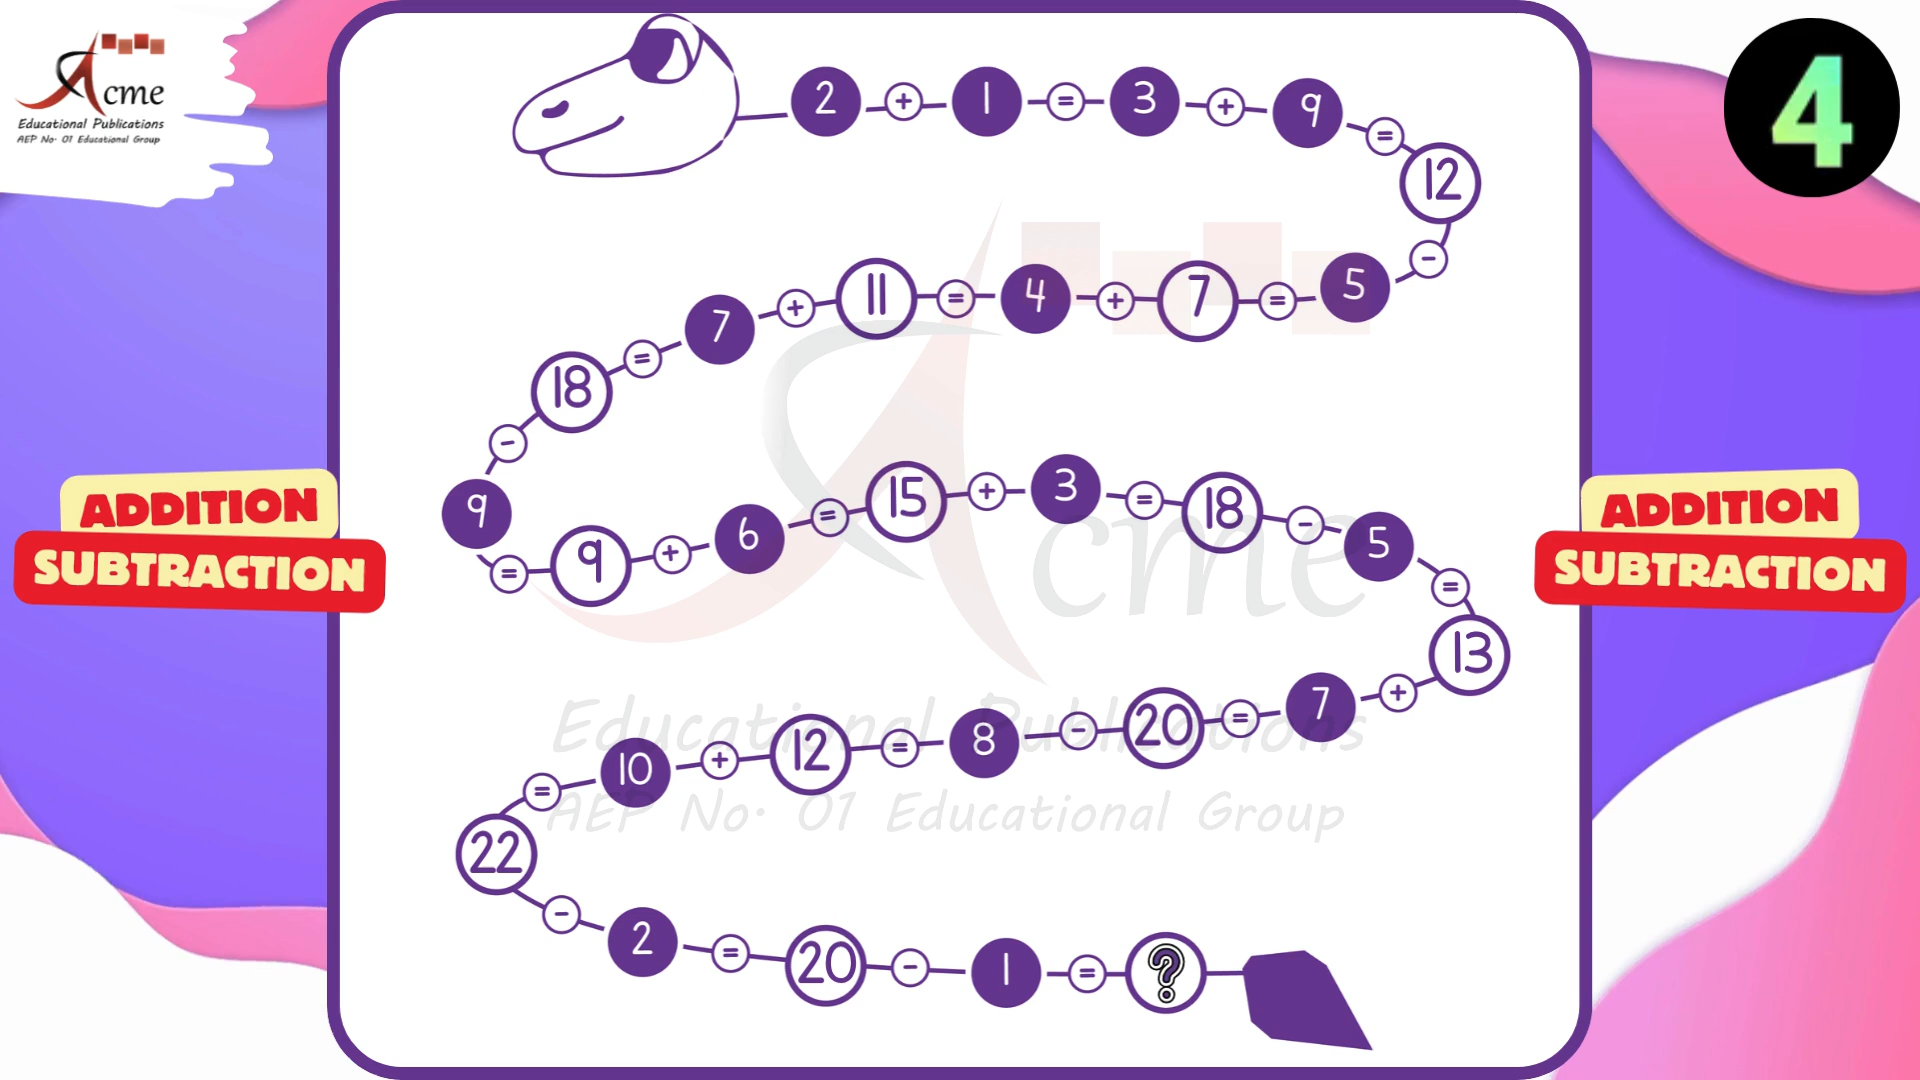 Acme
Educational Publications
AEP No. 01 Educational Group
4
2 + 1 = 3 + 9 = 12
18 = 7 + 11 = 4 + 7 = 5 -
-
9 = 9 + 6 = 15 + 3 = 18 - 5 = 13
ADDITION
SUBTRACTION
ADDITION
SUBTRACTION
cme
Educational Publications
AEP No. 01 Educational Group
22 = 10 + 12 = 8 - 20 = 7 +
- 2 = 20 - 1 = ?